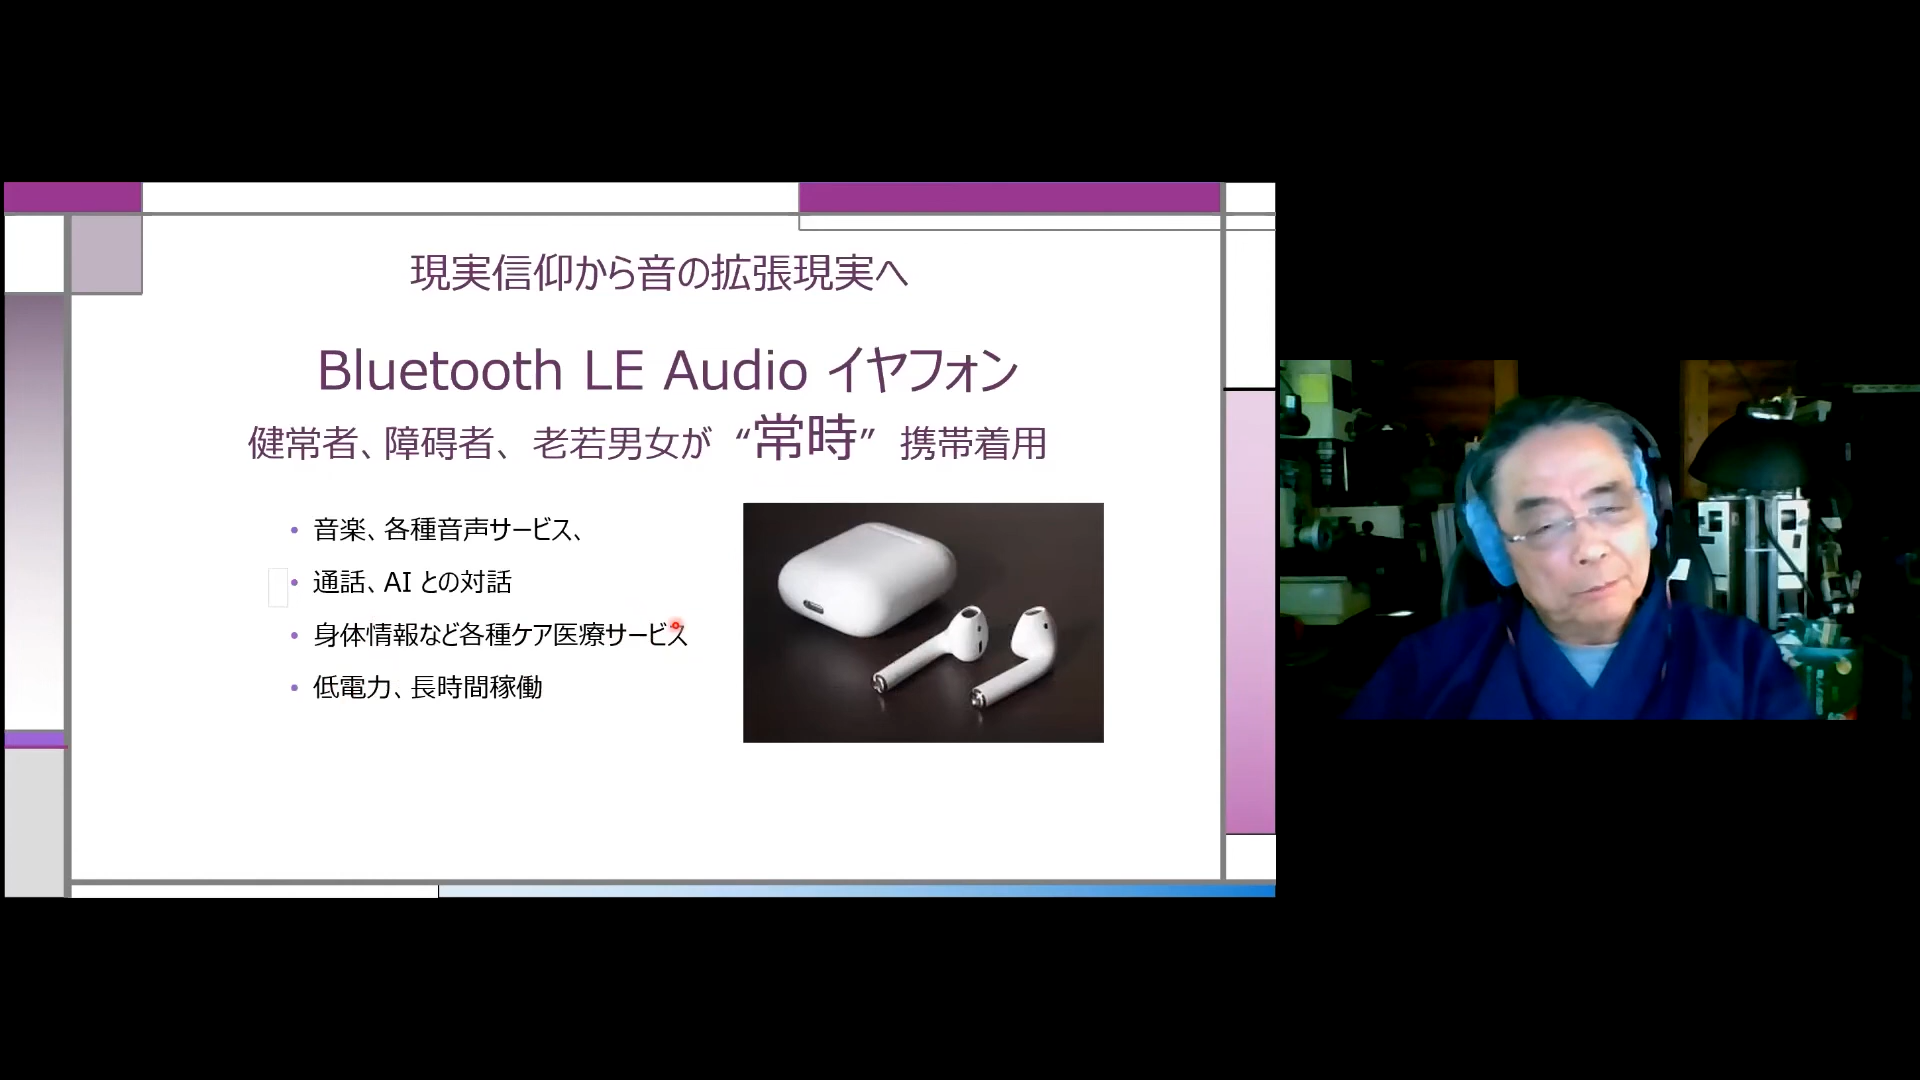 現実信仰から音の拡張現実へ
Bluetooth LE Audio イヤフォン
健常者、障碍者、老若男女が “常時” 携帯着用
• 音楽、各種音声サービス、
• 通話、AI との対話
• 身体情報など各種ケア医療サービス
• 低電力、長時間稼働